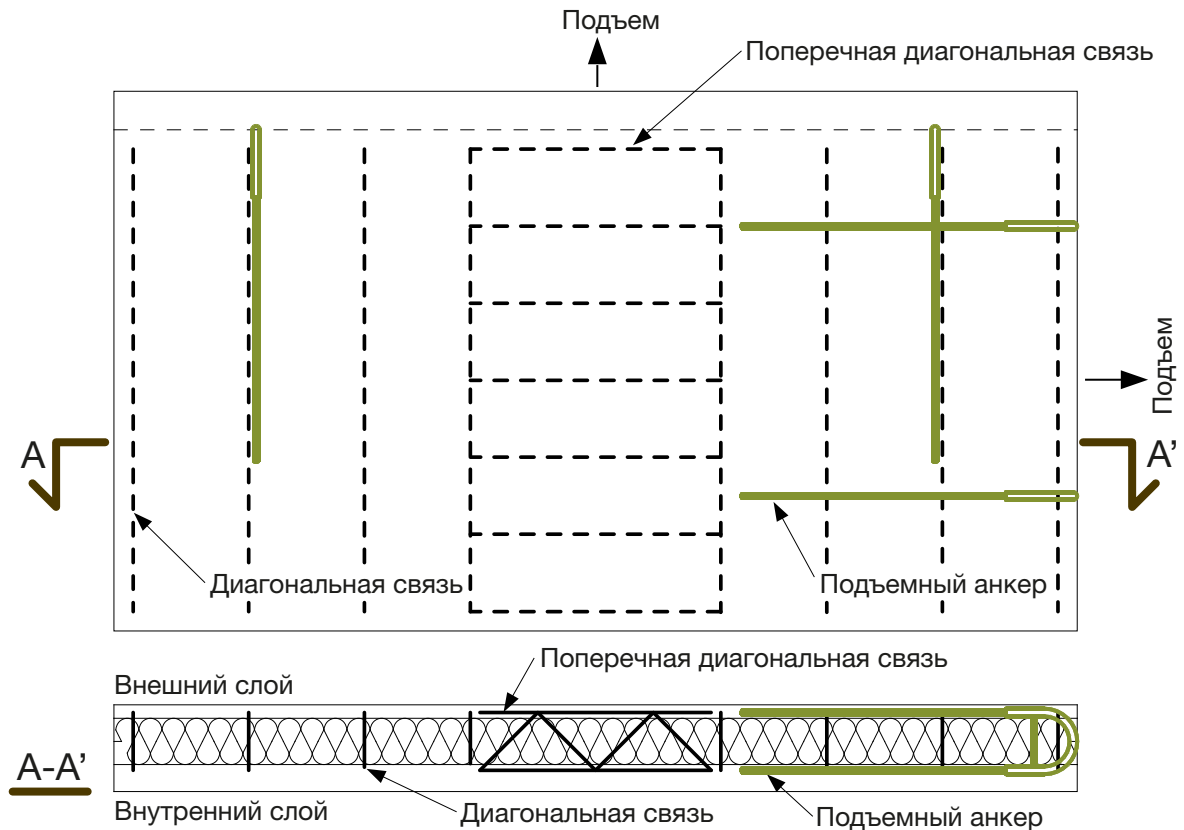 Подъем
Поперечная диагональная связь
Подъем
A
A'
Диагональная связь
Подъемный анкер
Поперечная диагональная связь
Внешний слой
A-A'
Внутренний слой
Диагональная связь
Подъемный анкер